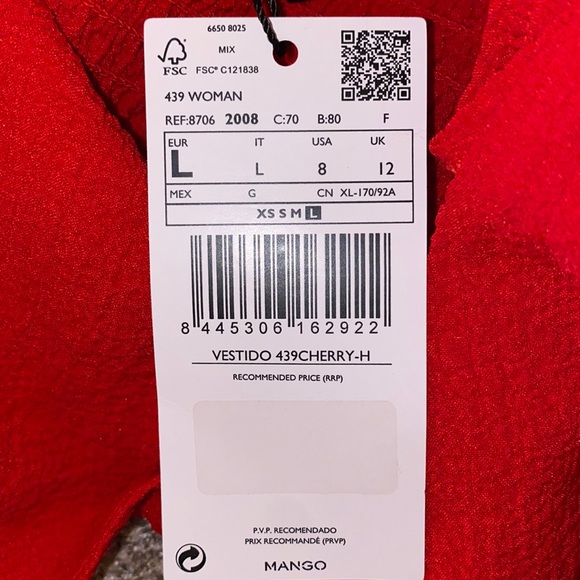 6650 8025
MIX
FSC FSC® C121838
439 WOMAN
REF:8706 2008 C:70 B:80 F
EUR IT USA UK
L L 8 12
MEX G CN XL-170/92A
XS S M L
8 445306 162922
VESTIDO 439CHERRY-H
RECOMMENDED PRICE (RRP)
P.V.P. RECOMENDADO
PRIX RECOMMANDÉ (PRVP)
MANGO